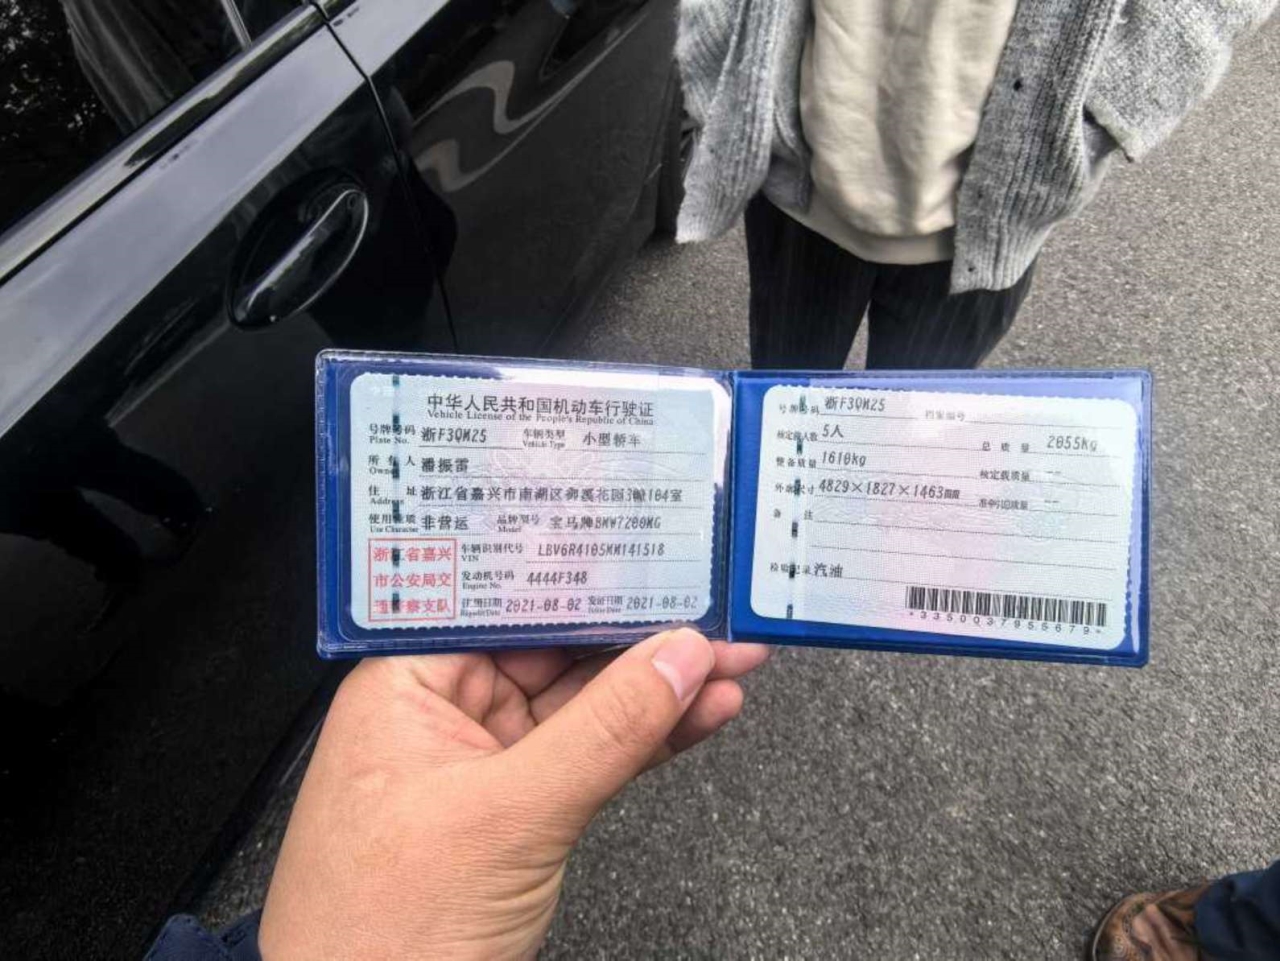 中华人民共和国机动车行驶证
Vehicle License of the People's Republic of China
号牌号码 浙F3QM25 车辆类型 小型轿车
Plate No. Vehicle Type
所有人 潘振雷
Owner
住 址 浙江省嘉兴市南湖区御溪花园3幢104室
Address
使用性质 非营运 品牌型号 宝马牌BMW7200MG
Use Character Model
浙江省嘉兴
市公安局交
通警察支队
车辆识别代号 LBV6R4105MM141518
VIN
发动机号码 4444F348
Engine No.
注册日期 2021-08-02 发证日期 2021-08-02
Register Date Issue Date
号牌号码 浙F3QM25 档案编号
核定载人数 5人 总质量 2055kg
整备质量 1610kg 核定载质量 --
外廓尺寸 4829×1827×1463mm 准牵引总质量 --
备 注
检验记录 汽油
*3350037955679*